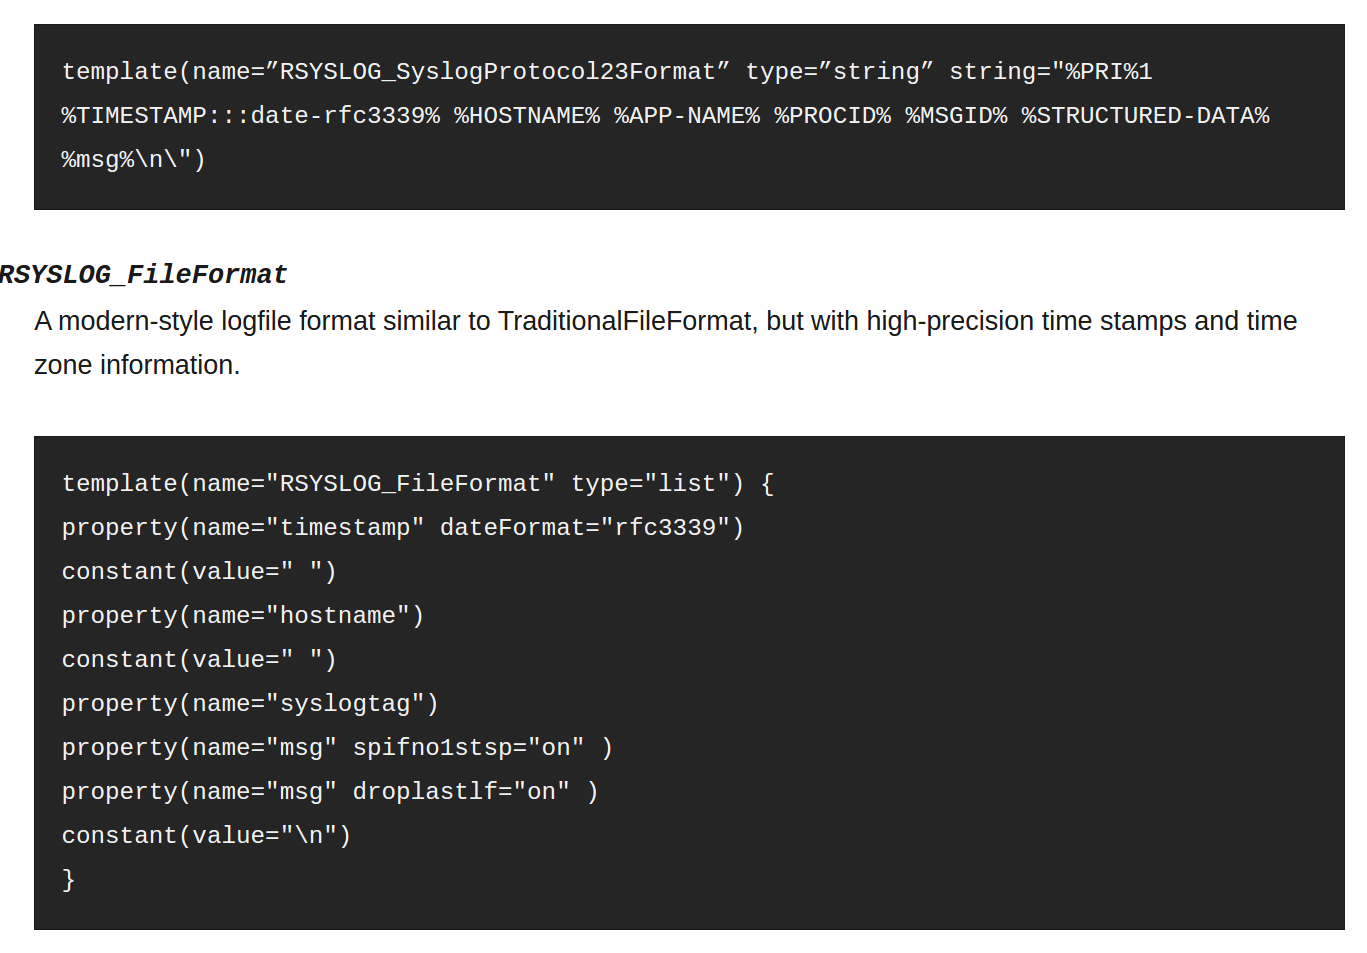 template(name=”RSYSLOG_SyslogProtocol23Format” type=”string” string="%PRI%1
%TIMESTAMP:::date-rfc3339% %HOSTNAME% %APP-NAME% %PROCID% %MSGID% %STRUCTURED-DATA%
%msg%\n\")
RSYSLOG_FileFormat
A modern-style logfile format similar to TraditionalFileFormat, but with high-precision time stamps and time
zone information.
template(name="RSYSLOG_FileFormat" type="list") {
property(name="timestamp" dateFormat="rfc3339")
constant(value=" ")
property(name="hostname")
constant(value=" ")
property(name="syslogtag")
property(name="msg" spifno1stsp="on" )
property(name="msg" droplastlf="on" )
constant(value="\n")
}